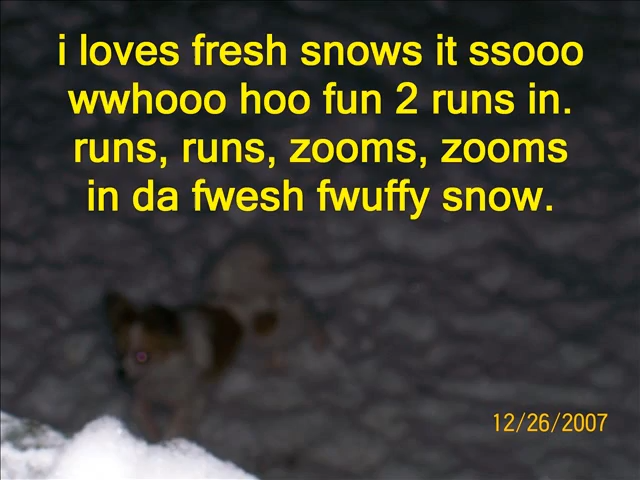 i loves fresh snows it ssooo
wwhooo hoo fun 2 runs in.
runs, runs, zooms, zooms
in da fwesh fwuffy snow.
12/26/2007